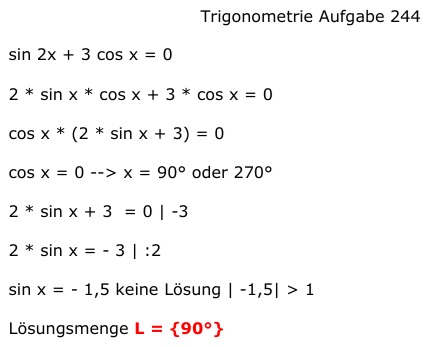 Trigonometrie Aufgabe 244
sin 2x + 3 cos x = 0
2 * sin x * cos x + 3 * cos x = 0
cos x * (2 * sin x + 3) = 0
cos x = 0 --> x = 90° oder 270°
2 * sin x + 3  = 0 | -3
2 * sin x = - 3 | :2
sin x = - 1,5 keine Lösung | -1,5| > 1
Lösungsmenge L = {90°}